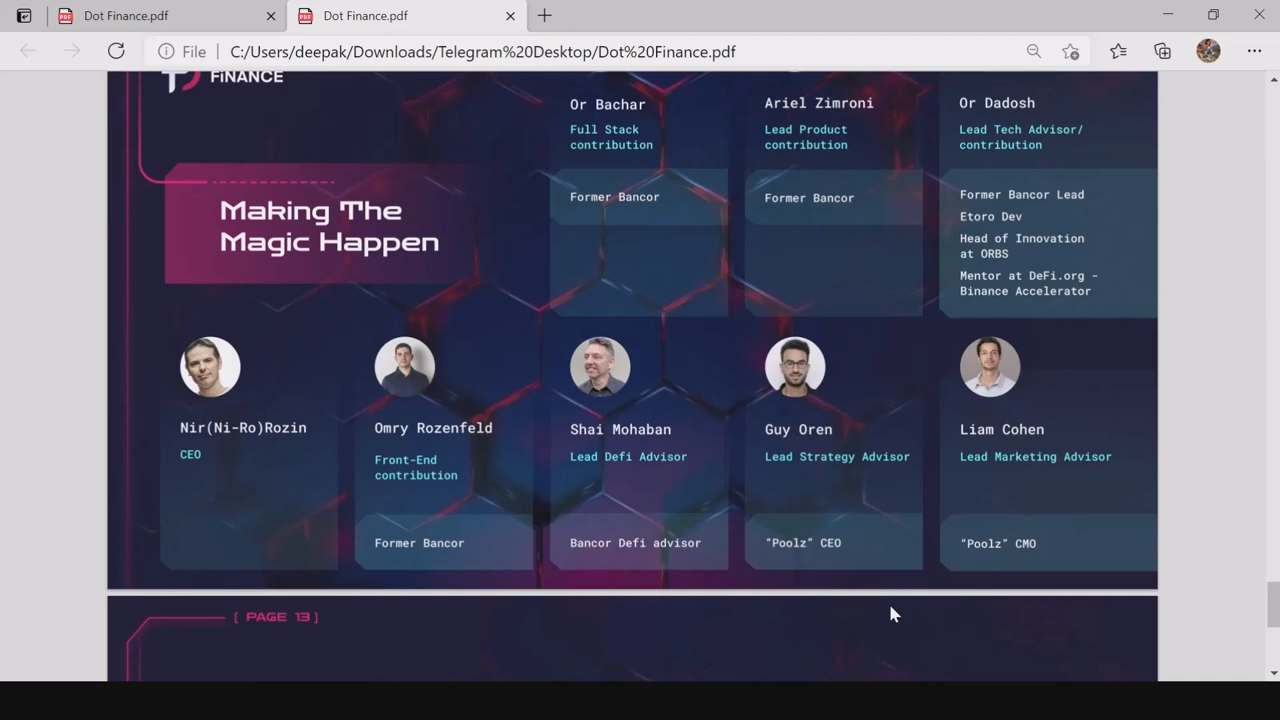 Dot Finance.pdf
Dot Finance.pdf
File
C:/Users/deepak/Downloads/Telegram%20Desktop/Dot%20Finance.pdf
FiNANCE
Making The
Magic Happen
Or Bachar
Full Stack
contribution
Former Bancor
Ariel Zimroni
Lead Product
contribution
Former Bancor
Or Dadosh
Lead Tech Advisor/
contribution
Former Bancor Lead
Etoro Dev
Head of Innovation
at ORBS
Mentor at DeFi.org -
Binance Accelerator
Nir(Ni-Ro)Rozin
CEO
Omry Rozenfeld
Front-End
contribution
Former Bancor
Shai Mohaban
Lead Defi Advisor
Bancor Defi advisor
Guy Oren
Lead Strategy Advisor
"Poolz" CEO
Liam Cohen
Lead Marketing Advisor
"Poolz" CMO
[ PAGE 13 ]